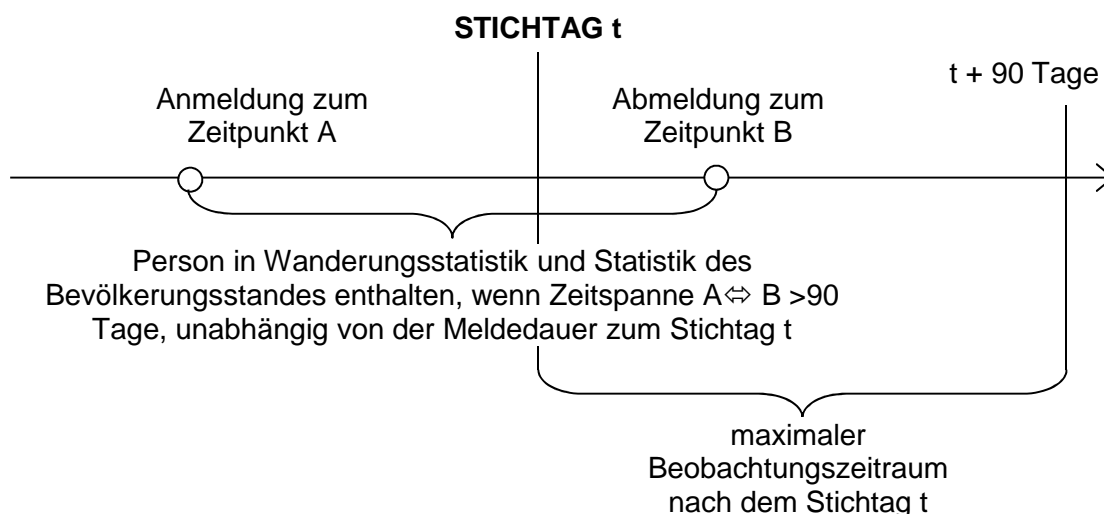 STICHTAG t
t + 90 Tage
Anmeldung zum
Zeitpunkt A
Abmeldung zum
Zeitpunkt B
Person in Wanderungsstatistik und Statistik des
Bevölkerungsstandes enthalten, wenn Zeitspanne A⇔ B >90
Tage, unabhängig von der Meldedauer zum Stichtag t
maximaler
Beobachtungszeitraum
nach dem Stichtag t